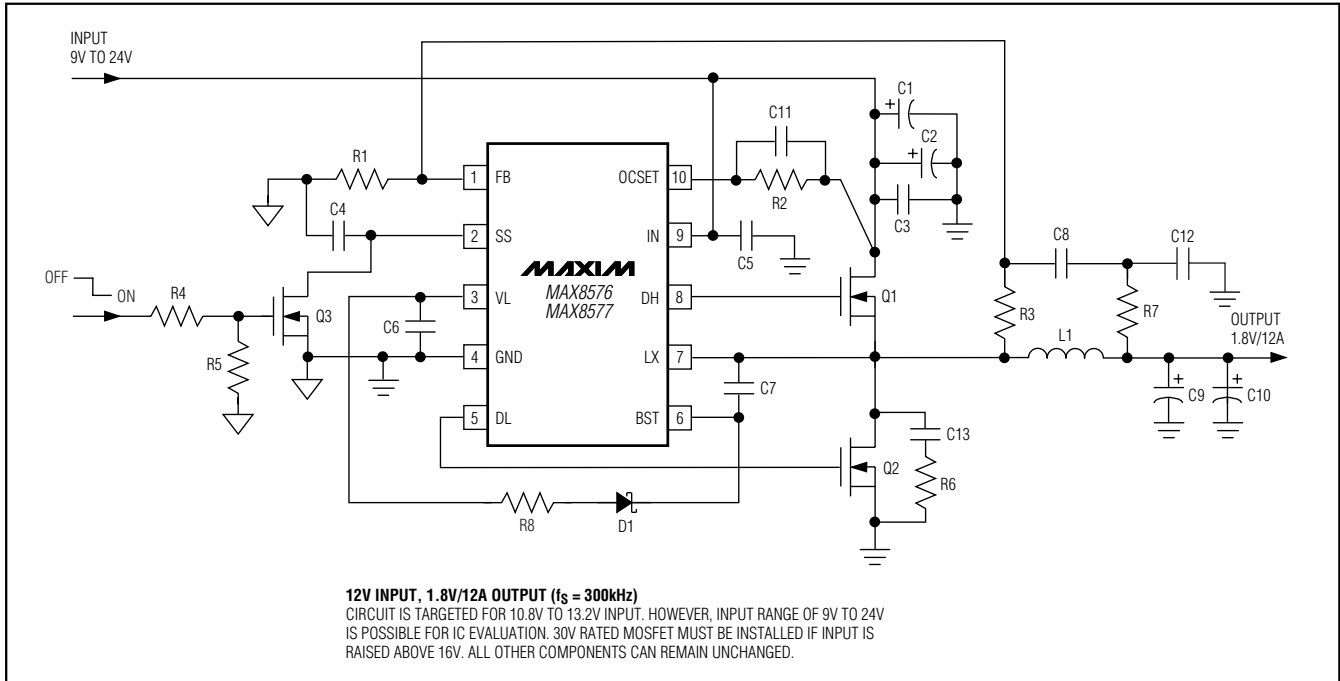 INPUT
9V TO 24V
C1
C11
C2
R1
1
FB
OCSET
10
R2
C3
C4
2
SS
IN
9
C5
C8
C12
OFF
ON
R4
MAXIM
MAX8576
MAX8577
3
VL
DH
8
Q1
Q3
C6
R3
R7
OUTPUT
1.8V/12A
L1
R5
4
GND
LX
7
C7
C9
C10
5
DL
BST
6
C13
Q2
R6
R8
D1
12V INPUT, 1.8V/12A OUTPUT (fS = 300kHz)
CIRCUIT IS TARGETED FOR 10.8V TO 13.2V INPUT. HOWEVER, INPUT RANGE OF 9V TO 24V
IS POSSIBLE FOR IC EVALUATION. 30V RATED MOSFET MUST BE INSTALLED IF INPUT IS
RAISED ABOVE 16V. ALL OTHER COMPONENTS CAN REMAIN UNCHANGED.